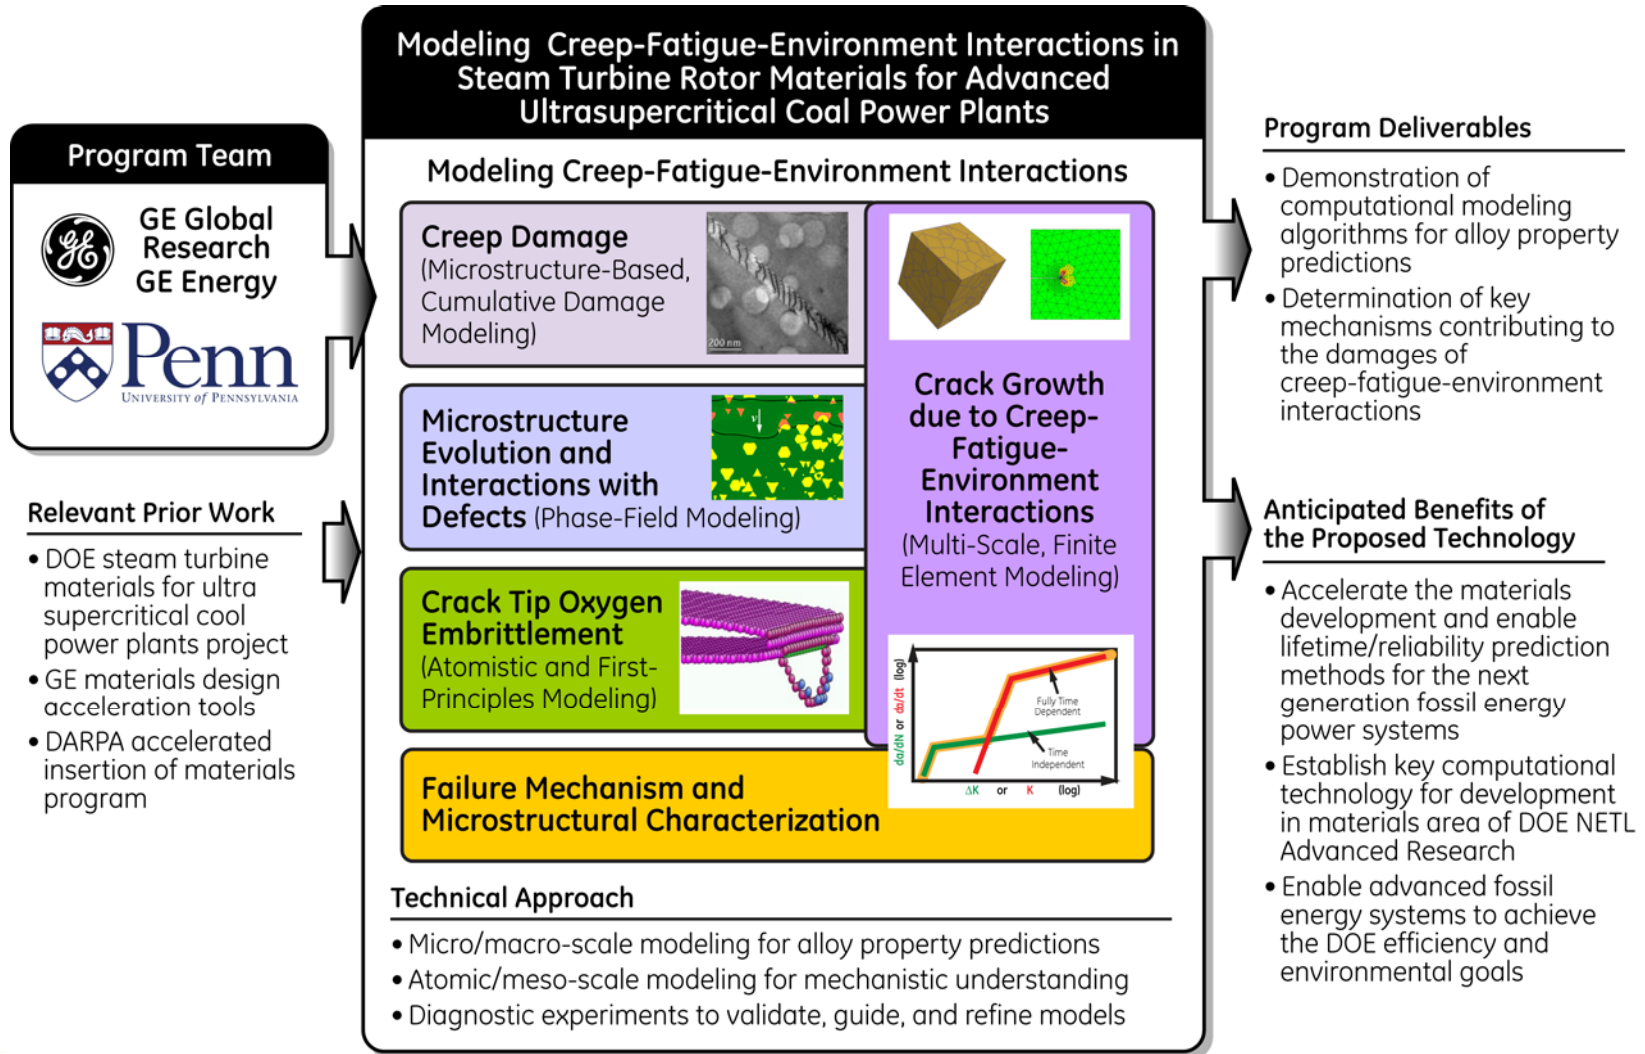 Modeling Creep-Fatigue-Environment Interactions in
Steam Turbine Rotor Materials for Advanced
Ultrasupercritical Coal Power Plants
Program Team
GE
GE Global
Research
GE Energy
Penn
UNIVERSITY of PENNSYLVANIA
Relevant Prior Work
• DOE steam turbine
materials for ultra
supercritical cool
power plants project
• GE materials design
acceleration tools
• DARPA accelerated
insertion of materials
program
Modeling Creep-Fatigue-Environment Interactions
Creep Damage
(Microstructure-Based,
Cumulative Damage
Modeling)
200 nm
Microstructure
Evolution and
Interactions with
Defects (Phase-Field Modeling)
v
Crack Tip Oxygen
Embrittlement
(Atomistic and First-
Principles Modeling)
Crack Growth
due to Creep-
Fatigue-
Environment
Interactions
(Multi-Scale, Finite
Element Modeling)
da/dN or da/dt (log)
Fully Time
Dependent
Time
Independent
ΔK or K (log)
Failure Mechanism and
Microstructural Characterization
Technical Approach
• Micro/macro-scale modeling for alloy property predictions
• Atomic/meso-scale modeling for mechanistic understanding
• Diagnostic experiments to validate, guide, and refine models
Program Deliverables
• Demonstration of
computational modeling
algorithms for alloy property
predictions
• Determination of key
mechanisms contributing to
the damages of
creep-fatigue-environment
interactions
Anticipated Benefits of
the Proposed Technology
• Accelerate the materials
development and enable
lifetime/reliability prediction
methods for the next
generation fossil energy
power systems
• Establish key computational
technology for development
in materials area of DOE NETL
Advanced Research
• Enable advanced fossil
energy systems to achieve
the DOE efficiency and
environmental goals